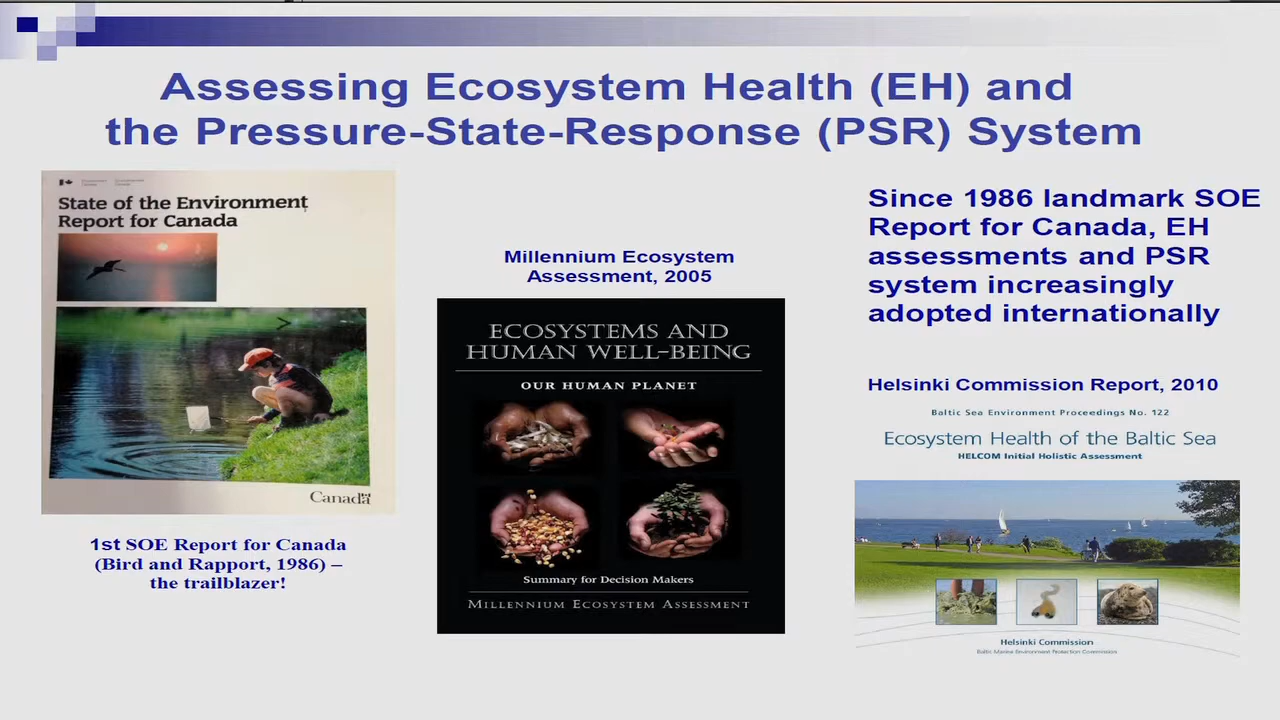 Assessing Ecosystem Health (EH) and
the Pressure-State-Response (PSR) System
State of the Environment
Report for Canada
Canada
1st SOE Report for Canada
(Bird and Rapport, 1986) –
the trailblazer!
Millennium Ecosystem
Assessment, 2005
ECOSYSTEMS AND
HUMAN WELL-BEING
OUR HUMAN PLANET
Summary for Decision Makers
MILLENNIUM ECOSYSTEM ASSESSMENT
Since 1986 landmark SOE
Report for Canada, EH
assessments and PSR
system increasingly
adopted internationally
Helsinki Commission Report, 2010
Baltic Sea Environment Proceedings No. 122
Ecosystem Health of the Baltic Sea
HELCOM Initial Holistic Assessment
Helsinki Commission
Baltic Marine Environment Protection Commission